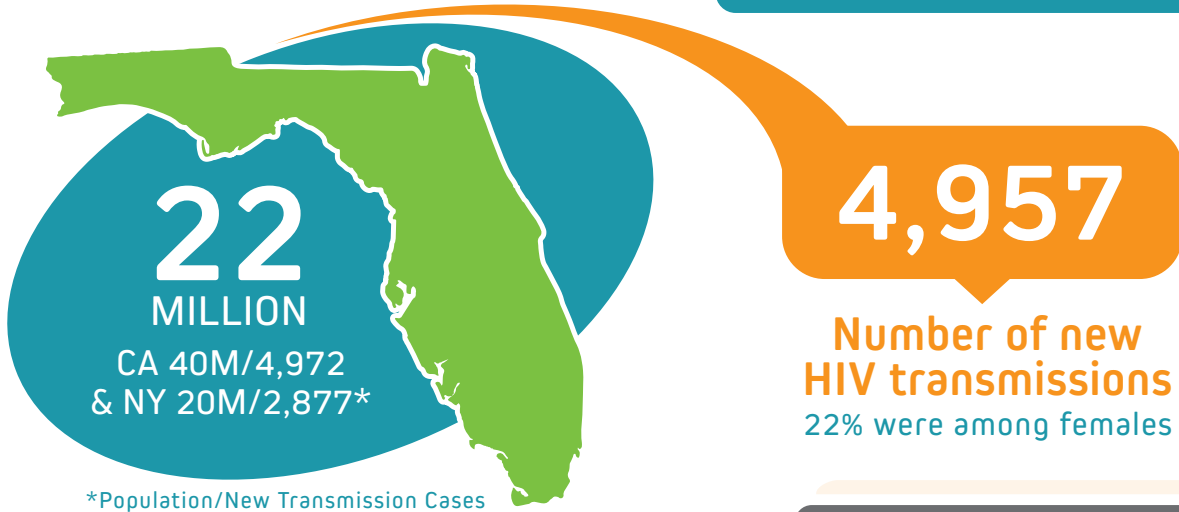 22
MILLION
CA 40M/4,972
& NY 20M/2,877*
*Population/New Transmission Cases
4,957
Number of new
HIV transmissions
22% were among females